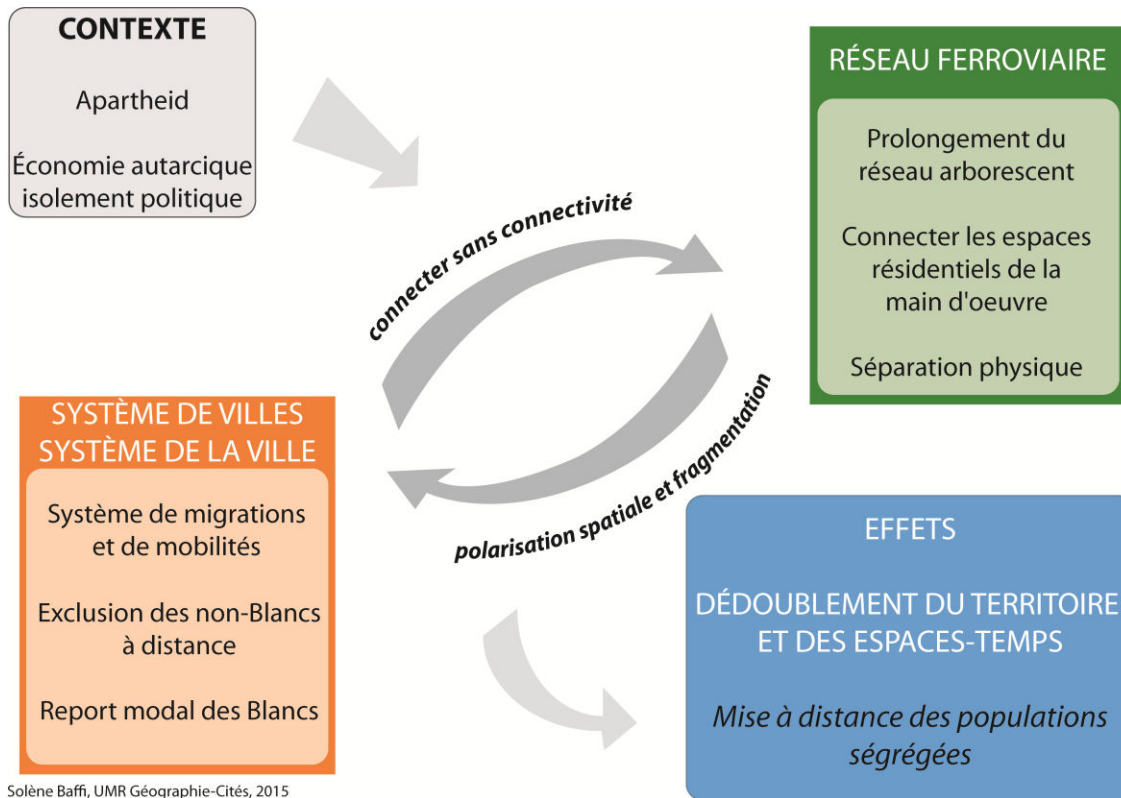 CONTEXTE
Apartheid
Économie autarcique
isolement politique
RÉSEAU FERROVIAIRE
Prolongement du
réseau arborescent
Connecter les espaces
résidentiels de la
main d'oeuvre
Séparation physique
connecter sans connectivité
polarisation spatiale et fragmentation
SYSTÈME DE VILLES
SYSTÈME DE LA VILLE
Système de migrations
et de mobilités
Exclusion des non-Blancs
à distance
Report modal des Blancs
EFFETS
DÉDOUBLEMENT DU TERRITOIRE
ET DES ESPACES-TEMPS
Mise à distance des populations
ségrégées
Solène Baffi, UMR Géographie-Cités, 2015